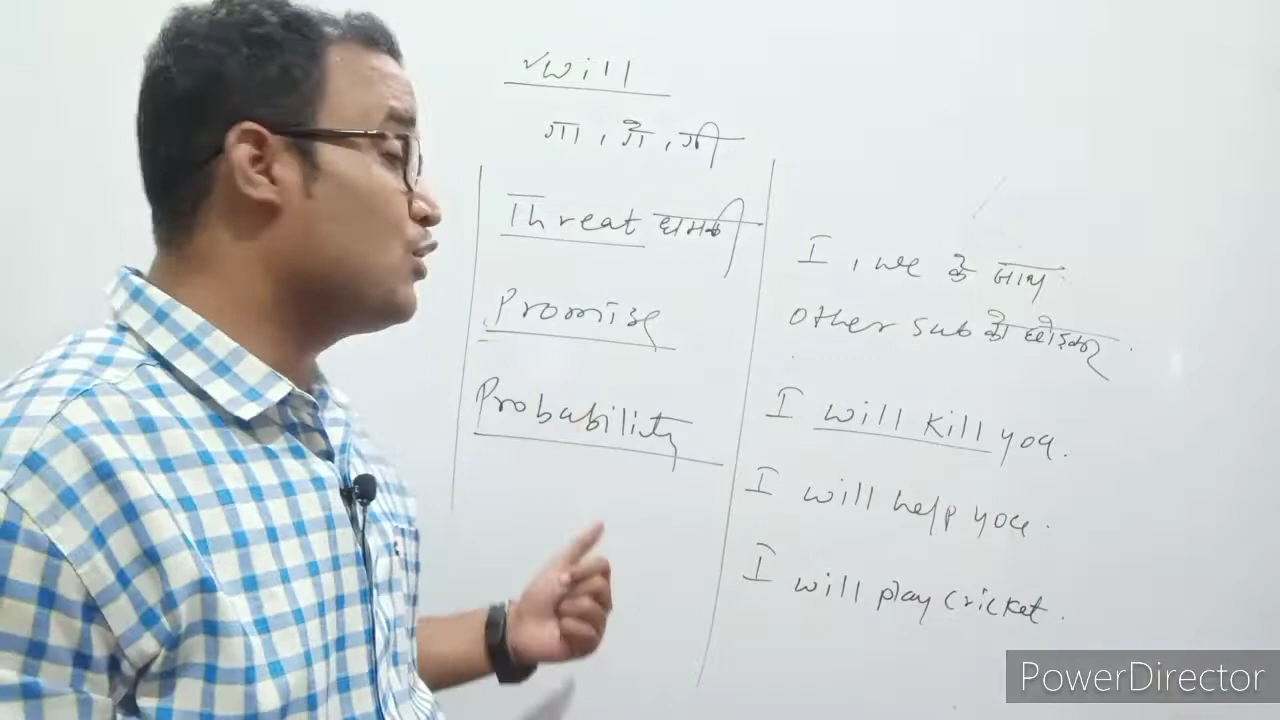 ✓will
गा, गे, गी
Threat धमकी
Promise
Probability
I, we के साथ
other sub को छोड़कर.
I will kill you.
I will help you.
I will play cricket.
PowerDirector